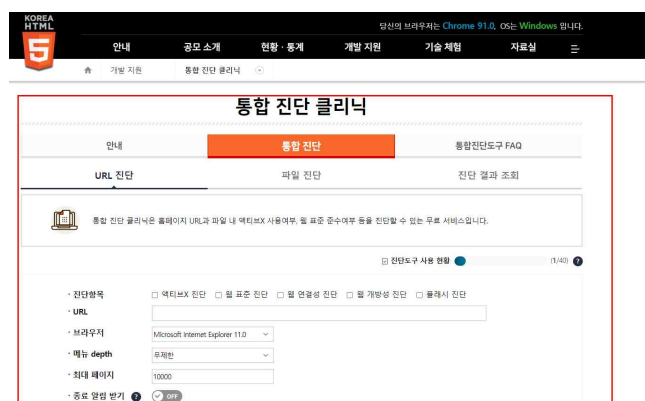 KOREA
HTML
5
당신의 브라우저는 Chrome 91.0, OS는 Windows 입니다.
안내 공모 소개 현황 · 통계 개발 지원 기술 체험 자료실
개발 지원 통합 진단 클리닉
통합 진단 클리닉
안내 통합 진단 통합진단도구 FAQ
URL 진단 파일 진단 진단 결과 조회
통합 진단 클리닉은 홈페이지 URL과 파일 내 액티브X 사용여부, 웹 표준 준수여부 등을 진단할 수 있는 무료 서비스입니다.
진단도구 사용 현황 (1/40) ?
· 진단항목 액티브X 진단 웹 표준 진단 웹 연결성 진단 웹 개방성 진단 플래시 진단
· URL
· 브라우저 Microsoft Internet Explorer 11.0
· 메뉴 depth 무제한
· 최대 페이지 10000
· 종료 알림 받기 ? OFF